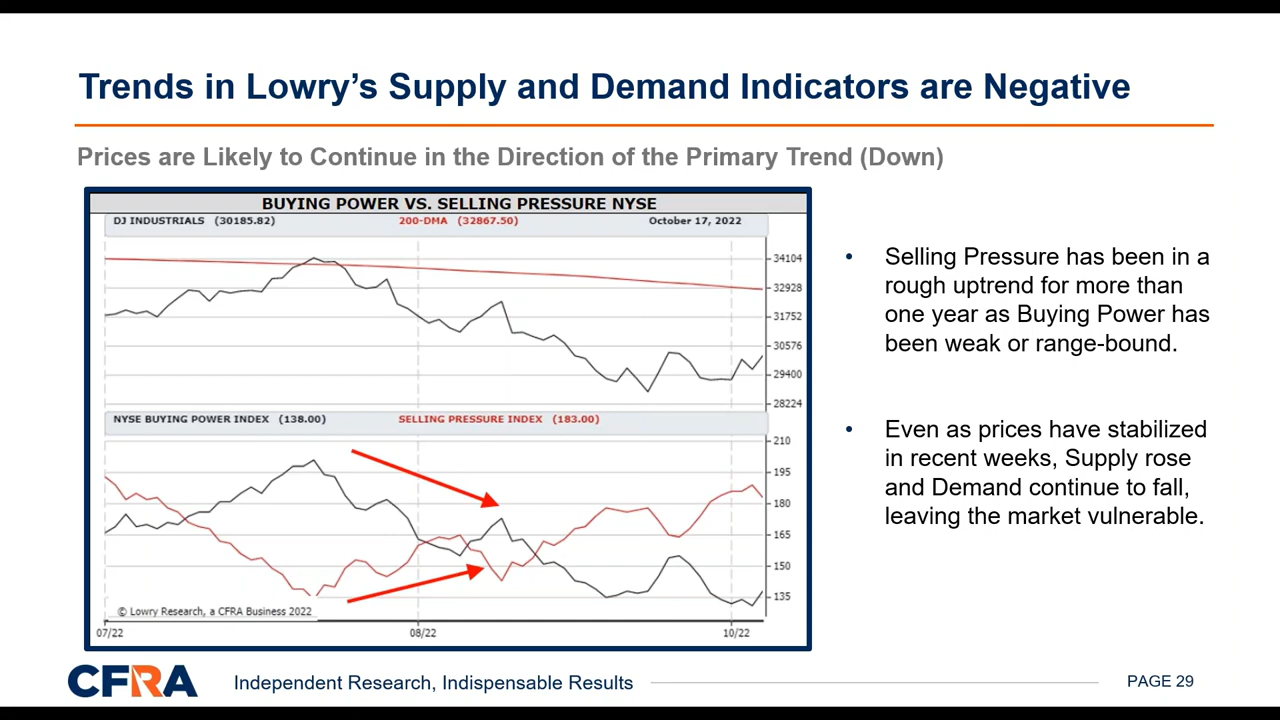 Trends in Lowry’s Supply and Demand Indicators are Negative
Prices are Likely to Continue in the Direction of the Primary Trend (Down)
BUYING POWER VS. SELLING PRESSURE NYSE
DJ INDUSTRIALS (30185.82) 200-DMA (32867.50) October 17, 2022
34104
32928
31752
30576
29400
28224
NYSE BUYING POWER INDEX (138.00) SELLING PRESSURE INDEX (183.00)
210
195
180
165
150
135
© Lowry Research, a CFRA Business 2022
07/22 08/22 10/22
• Selling Pressure has been in a
rough uptrend for more than
one year as Buying Power has
been weak or range-bound.
• Even as prices have stabilized
in recent weeks, Supply rose
and Demand continue to fall,
leaving the market vulnerable.
CFRA Independent Research, Indispensable Results PAGE 29